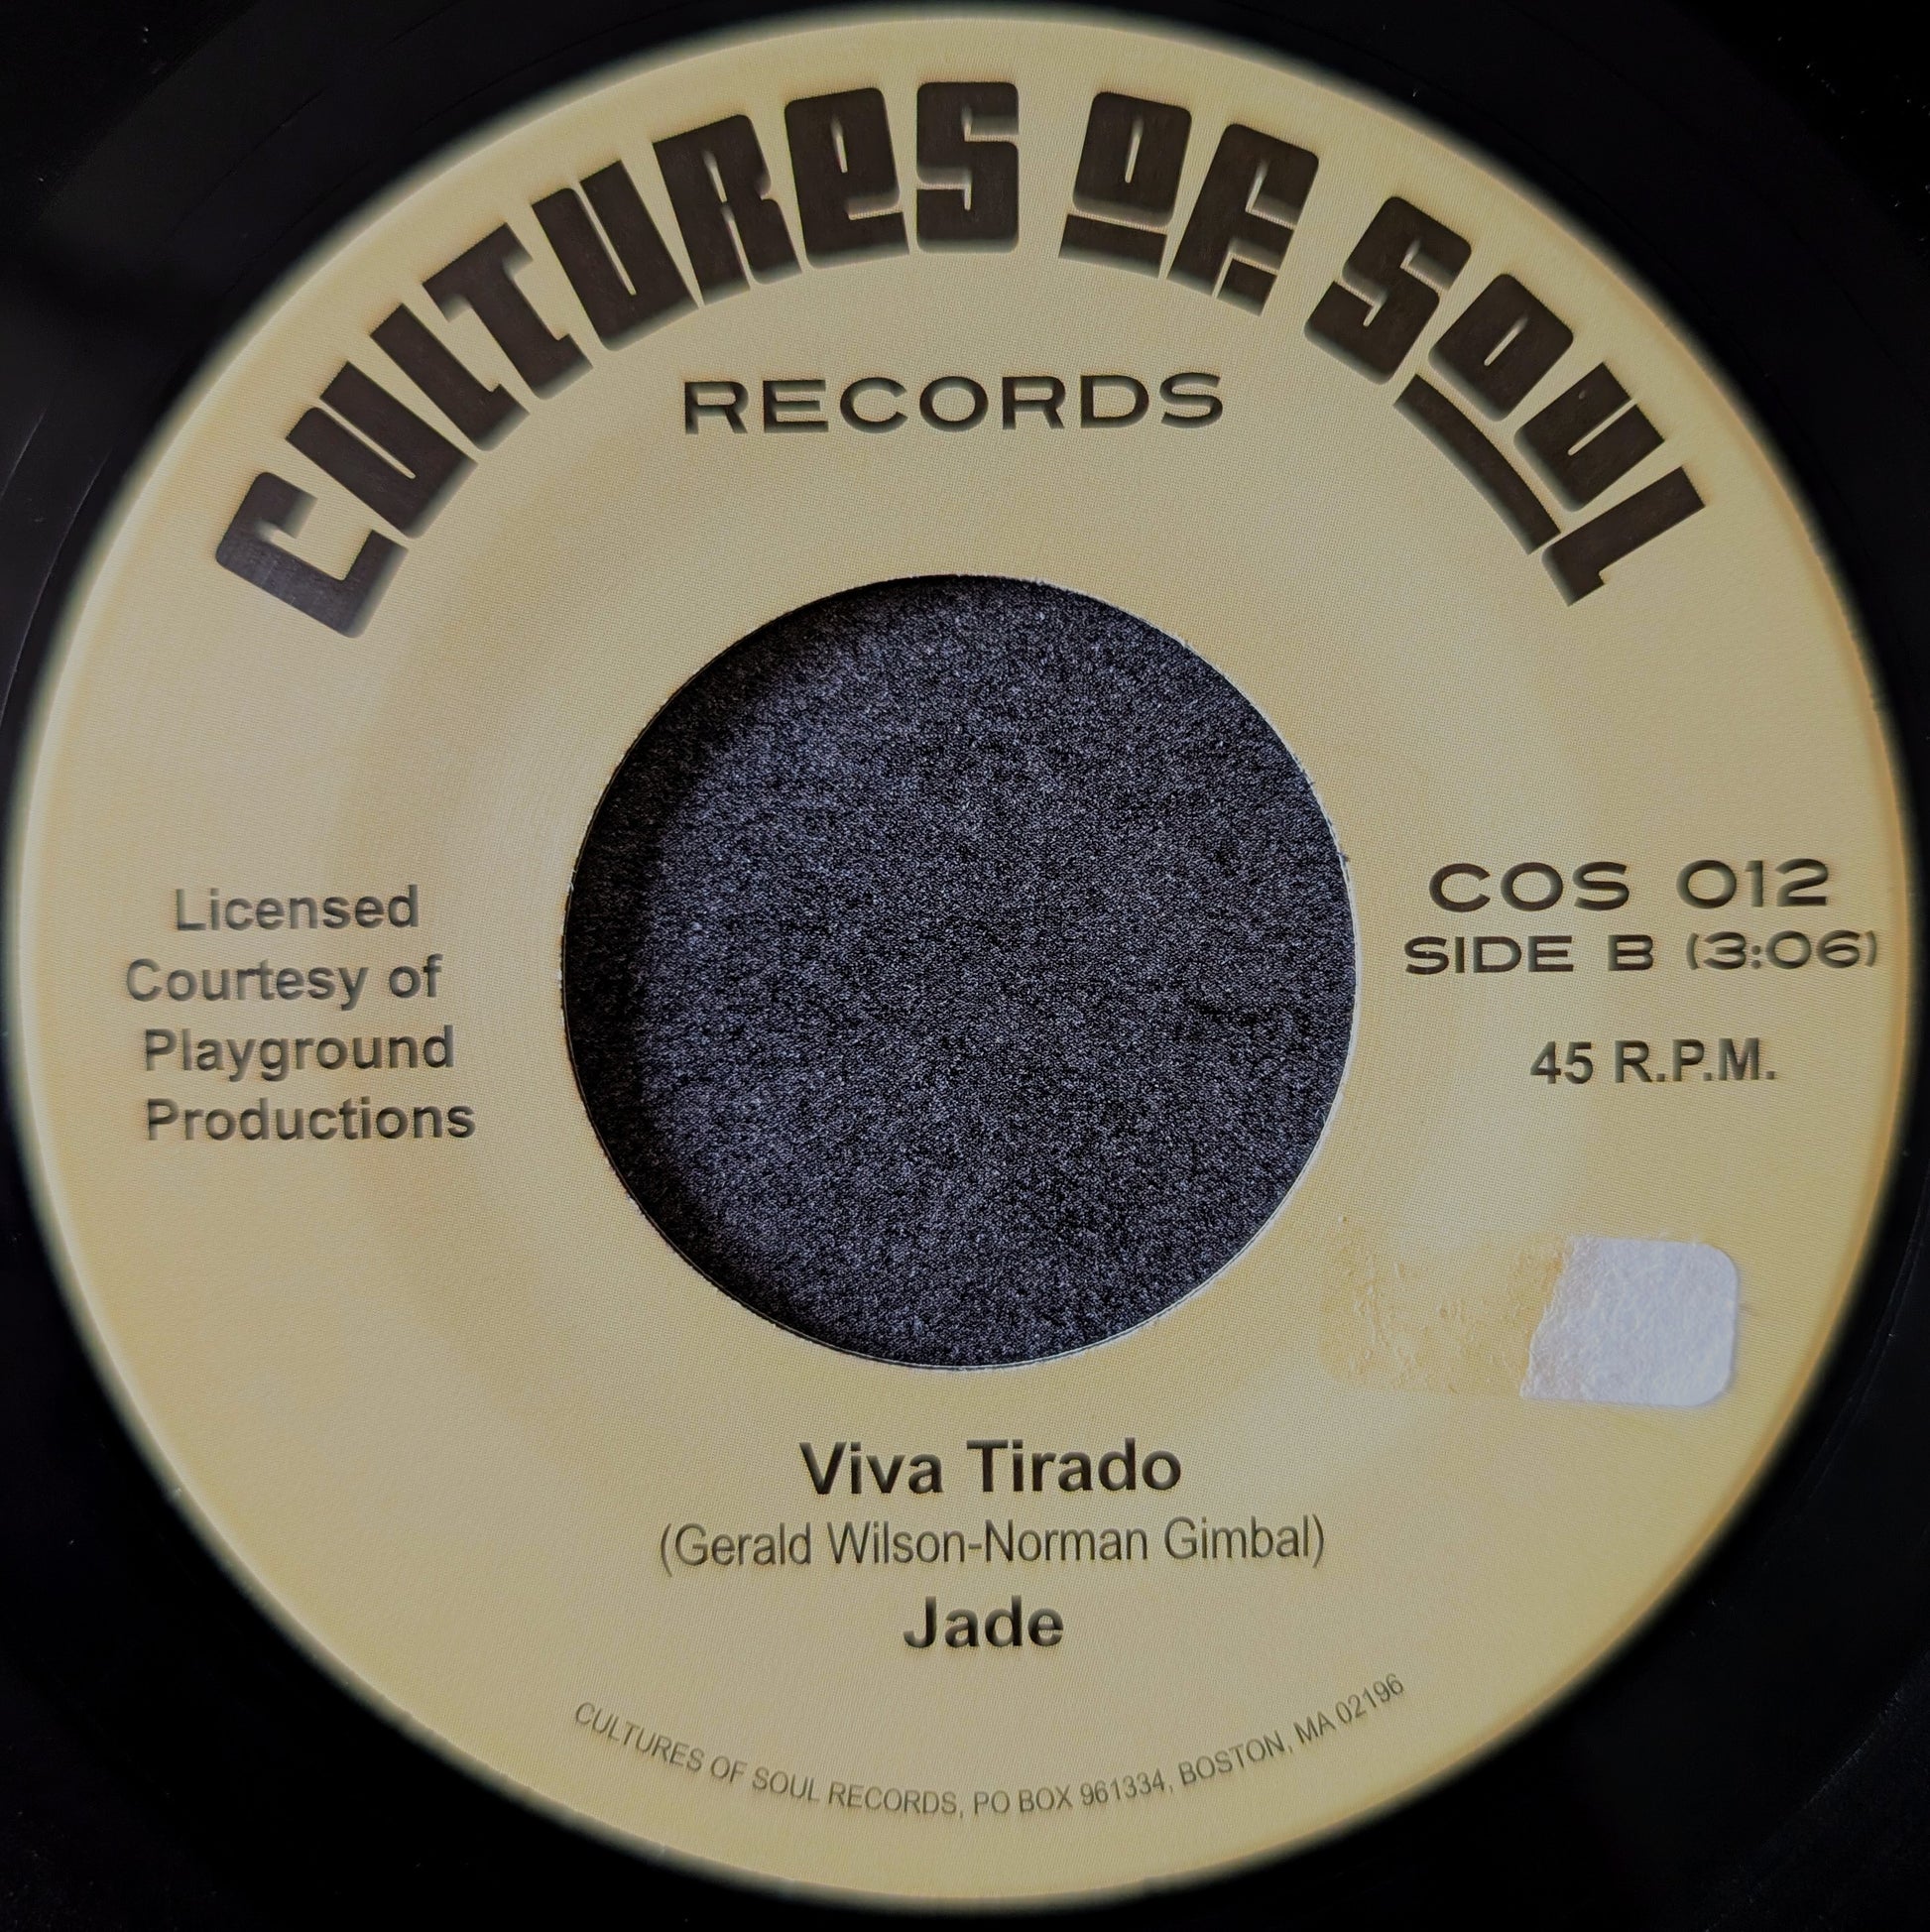 CULTURES OF SOUL
RECORDS
Licensed
Courtesy of
Playground
Productions
COS 012
SIDE B (3:06)
45 R.P.M.
Viva Tirado
(Gerald Wilson-Norman Gimbal)
Jade
CULTURES OF SOUL RECORDS, PO BOX 961334, BOSTON, MA 02196